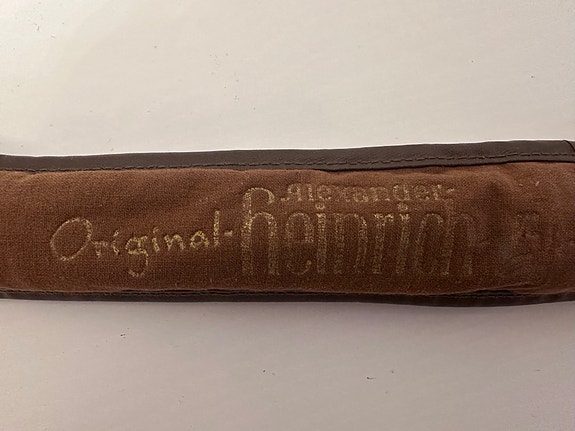 Original-
Alexander-
heinrich